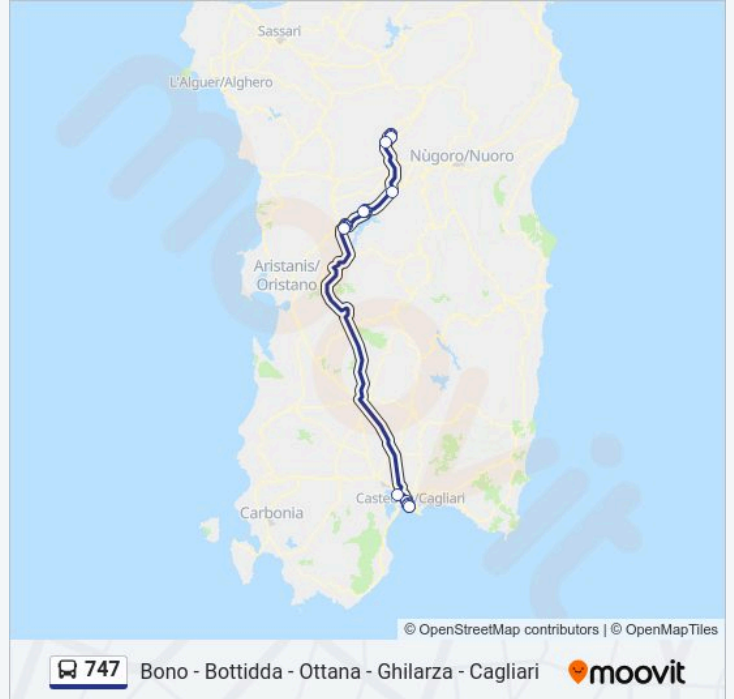 Sassari
L'Alguer/Alghero
Nùgoro/Nuoro
Aristanis/
Oristano
Cagliari
Carbonia
© OpenStreetMap contributors | © OpenMapTiles
747 Bono - Bottidda - Ottana - Ghilarza - Cagliari moovit
moovit